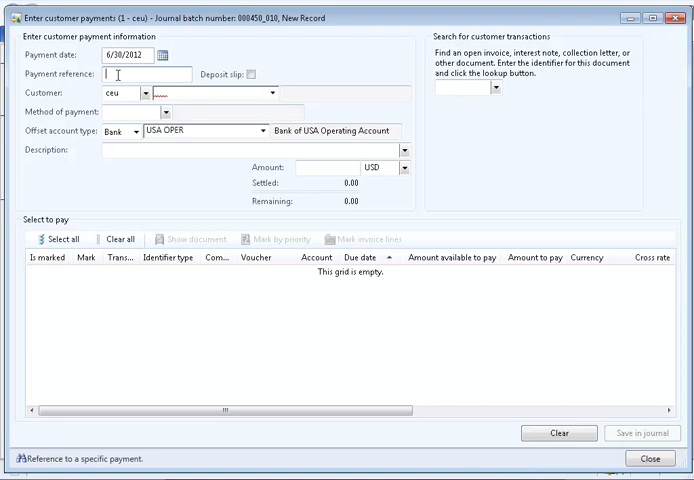 Enter customer payments (1 - ceu) - Journal batch number: 000450_010, New Record
Enter customer payment information
Payment date: 6/30/2012
Payment reference:
Deposit slip:
Customer: ceu
Method of payment:
Offset account type: Bank USA OPER Bank of USA Operating Account
Description:
Amount: USD
Settled: 0.00
Remaining: 0.00
Search for customer transactions
Find an open invoice, interest note, collection letter, or
other document. Enter the identifier for this document
and click the lookup button.
Select to pay
Select all Clear all Show document Mark by priority Mark invoice lines
Is marked Mark Trans... Identifier type Com... Voucher Account Due date Amount available to pay Amount to pay Currency Cross rate
This grid is empty.
Clear Save in journal
Reference to a specific payment.
Close